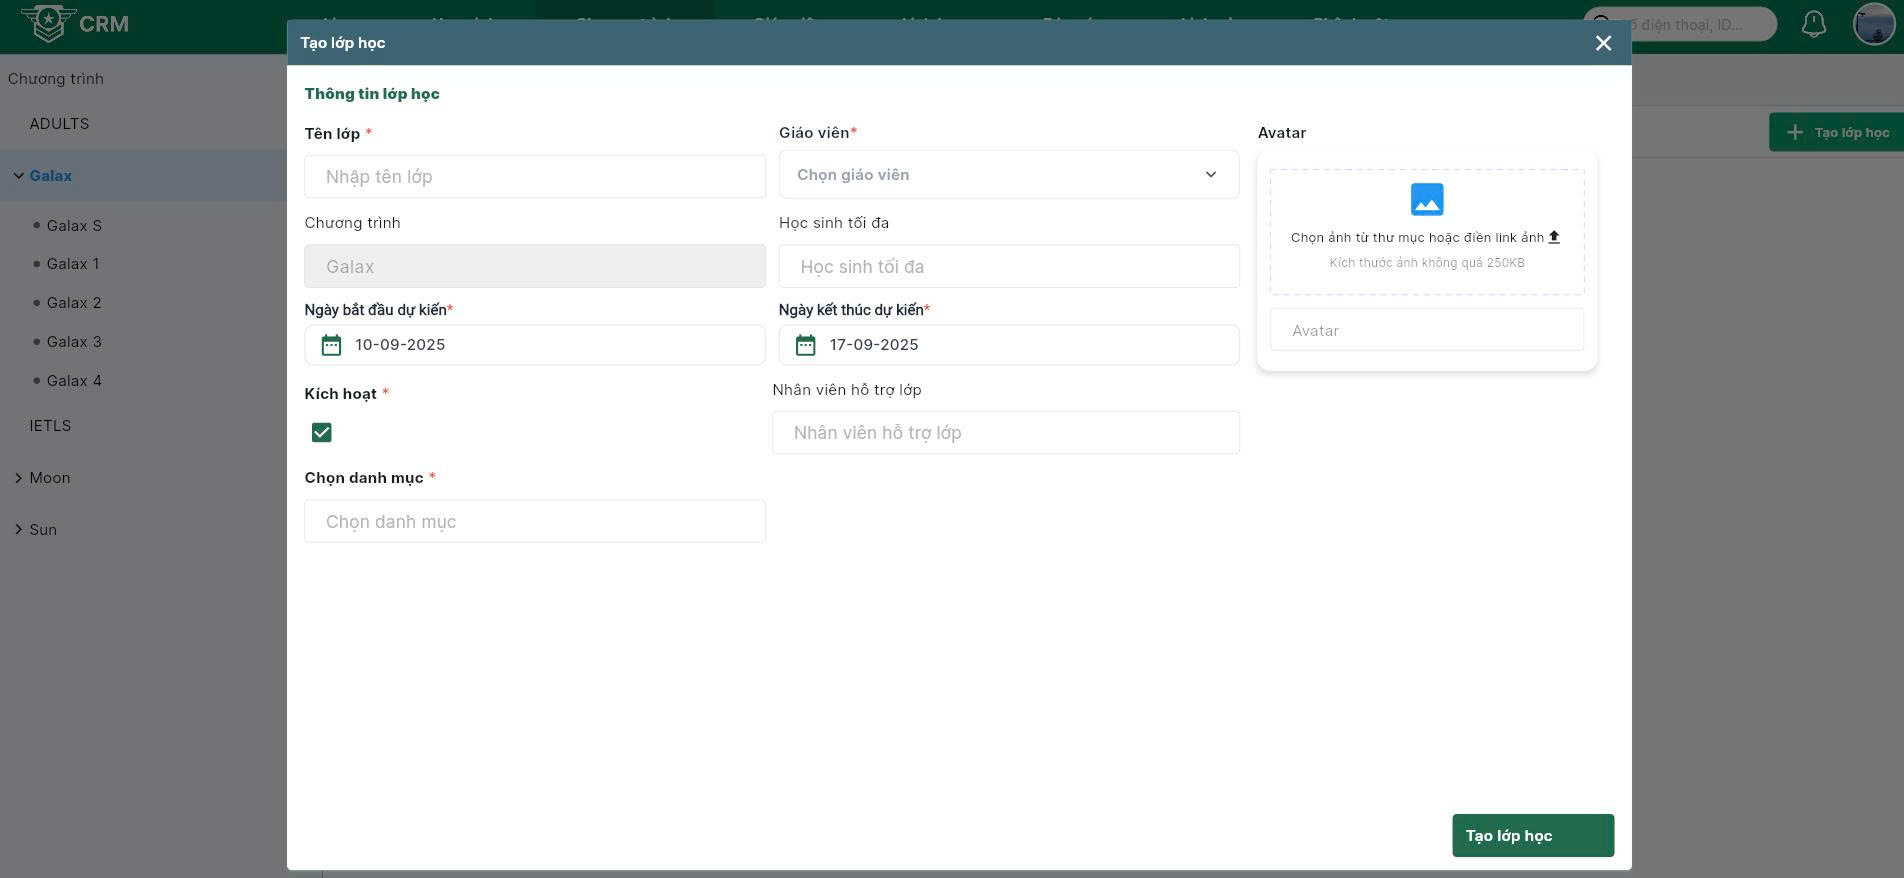 CRM
số điện thoại, ID...
Chương trình
ADULTS
Galax
Galax S
Galax 1
Galax 2
Galax 3
Galax 4
IETLS
Moon
Sun
Tạo lớp học
Tạo lớp học
Thông tin lớp học
Tên lớp *
Nhập tên lớp
Giáo viên*
Chọn giáo viên
Avatar
Chọn ảnh từ thư mục hoặc điền link ảnh
Kích thước ảnh không quá 250KB
Avatar
Chương trình
Galax
Học sinh tối đa
Học sinh tối đa
Ngày bắt đầu dự kiến*
10-09-2025
Ngày kết thúc dự kiến*
17-09-2025
Kích hoạt *
Nhân viên hỗ trợ lớp
Nhân viên hỗ trợ lớp
Chọn danh mục *
Chọn danh mục
Tạo lớp học